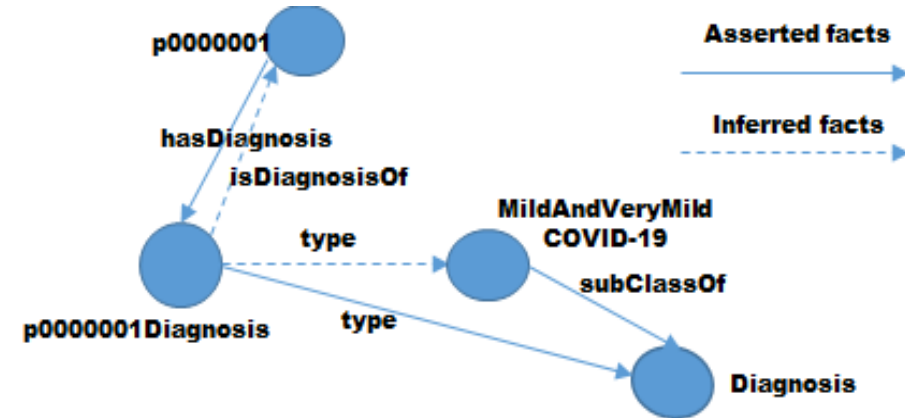 p0000001
Asserted facts
Inferred facts
hasDiagnosis
isDiagnosisOf
MildAndVeryMild
COVID-19
type
subClassOf
type
p0000001Diagnosis
Diagnosis